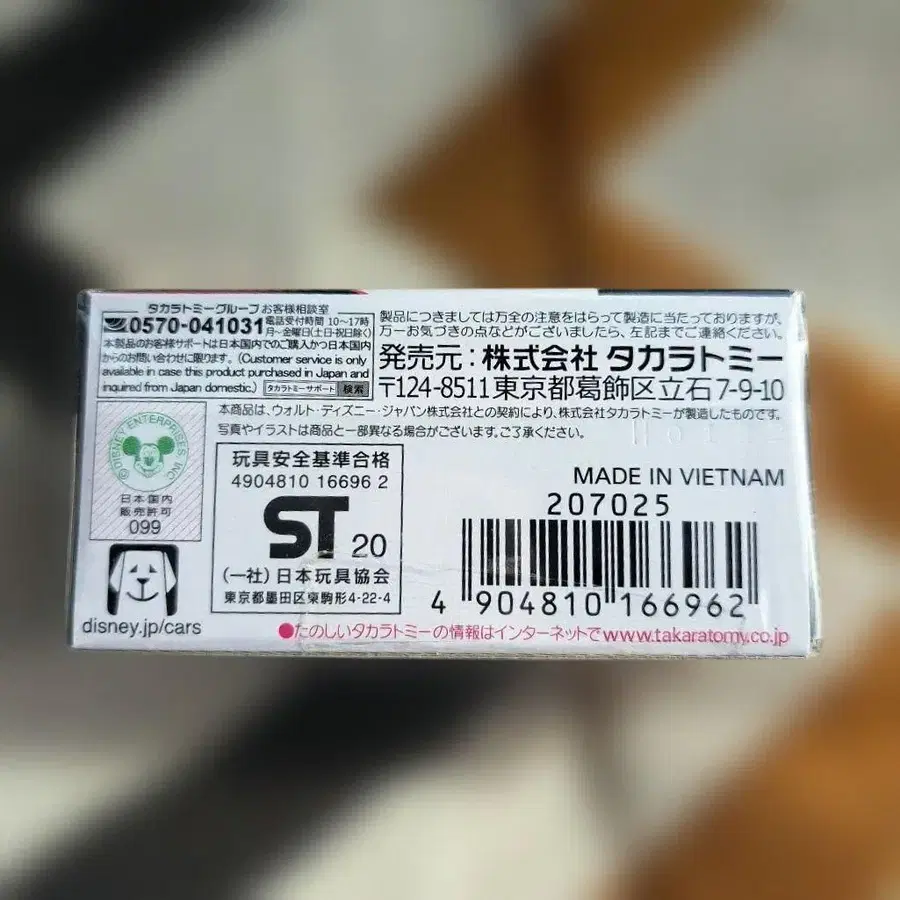 タカラトミーグループ お客様相談室
0570-041031 電話受付時間 10〜17時
月〜金曜日(土·日·祝日除く)
本製品のお客様サポートは日本国内でのご購入かつ日本国内
からのお問い合わせに限ります。(Customer service is only
available in case this product purchased in Japan and
inquired from Japan domestic.) タカラトミーサポート 検索
製品につきましては万全の注意をはらって製造に当たっておりますが、
万一お気づきの点などがございましたら、左記までご連絡ください。
発売元:株式会社 タカラトミー
〒124-8511東京都葛飾区立石7-9-10
本商品は、ウォルト·ディズニー·ジャパン株式会社との契約により、株式会社タカラトミーが製造したものです。
写真やイラストは商品と一部異なる場合がございます。ご了承ください。
©DISNEY ENTERPRISES INC
日本国内
販売許可
099
disney.jp/cars
玩具安全基準合格
4904810 16696 2
ST 20
(一社)日本玩具協会
東京都墨田区東駒形4-22-4
MADE IN VIETNAM
207025
4 904810 166962
●たのしいタカラトミーの情報はインターネットで www.takaratomy.co.jp